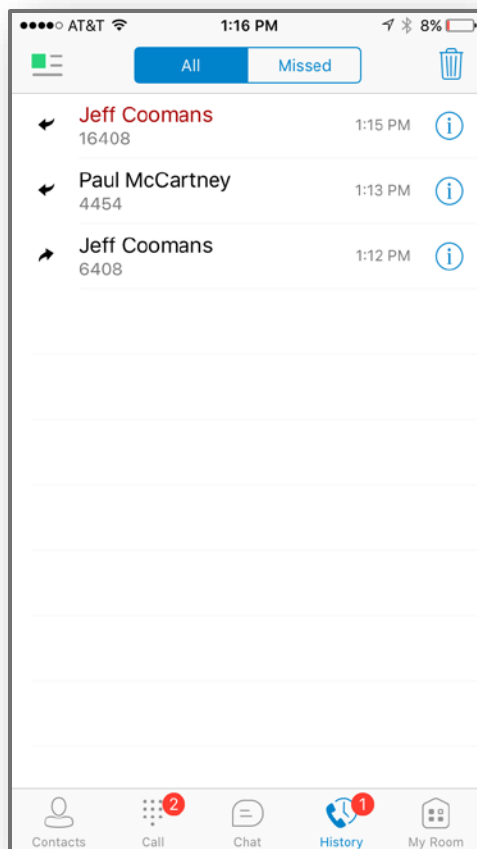 AT&T 1:16 PM 8%
All Missed
Jeff Coomans
16408 1:15 PM
Paul McCartney
4454 1:13 PM
Jeff Coomans
6408 1:12 PM
2 1
Contacts Call Chat History My Room